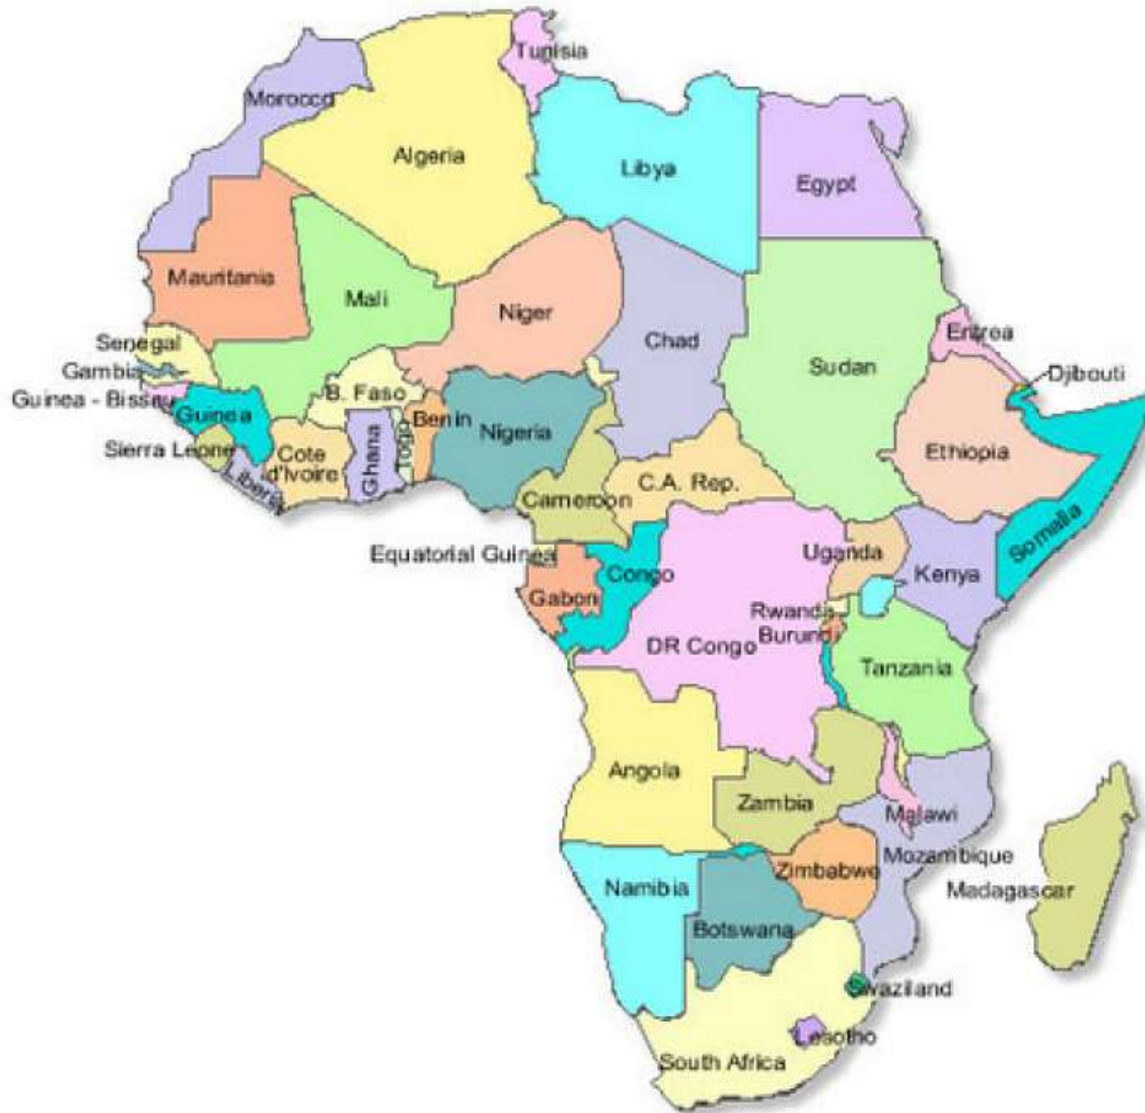 Tunisia
Morocco
Algeria
Libya
Egypt
Mauritania
Mali
Niger
Chad
Sudan
Eritrea
Senegal
Gambia
Guinea - Bissau
Guinea
B. Faso
Djibouti
Benin
Nigeria
Ethiopia
Sierra Leone
Cote
d'Ivoire
Ghana
Togo
Liberia
Cameroon
C.A. Rep.
Somalia
Equatorial Guinea
Uganda
Congo
Kenya
Gabon
Rwanda
Burundi
DR Congo
Tanzania
Angola
Zambia
Malawi
Mozambique
Zimbabwe
Namibia
Madagascar
Botswana
Swaziland
Lesotho
South Africa